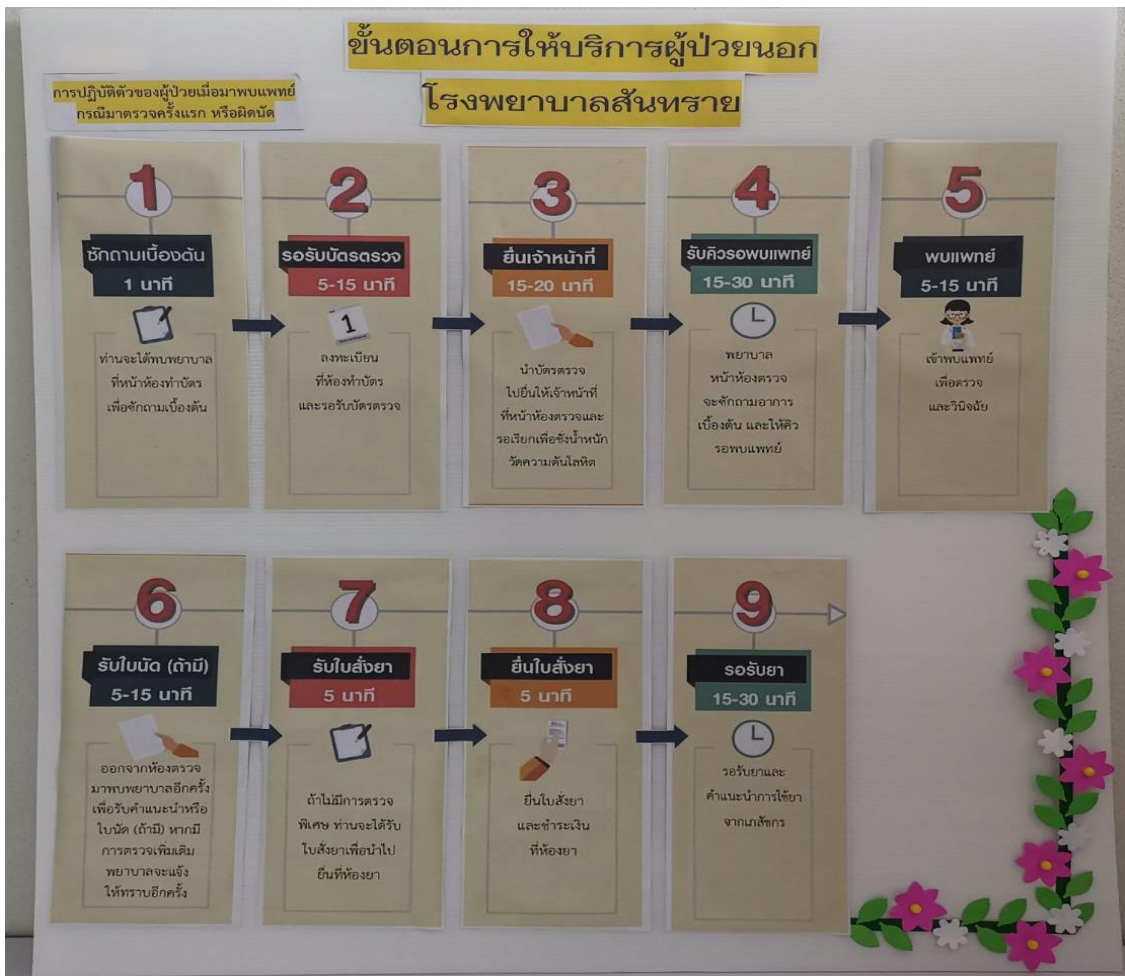 ขั้นตอนการให้บริการผู้ป่วยนอก
โรงพยาบาลสันทราย
การปฏิบัติตัวของผู้ป่วยเมื่อมาพบแพทย์
กรณีมาตรวจครั้งแรก หรือผิดนัด
1
ซักถามเบื้องต้น
1 นาที
ท่านจะได้พบพยาบาล
ที่หน้าห้องทำบัตร
เพื่อซักถามเบื้องต้น
2
รอรับบัตรตรวจ
5-15 นาที
1
ลงทะเบียน
ที่ห้องทำบัตร
และรอรับบัตรตรวจ
3
ยื่นเจ้าหน้าที่
15-20 นาที
นำบัตรตรวจ
ไปยื่นให้เจ้าหน้าที่
ที่หน้าห้องตรวจและ
รอเรียกเพื่อชั่งน้ำหนัก
วัดความดันโลหิต
4
รับคิวรอพบแพทย์
15-30 นาที
พยาบาล
หน้าห้องตรวจ
จะซักถามอาการ
เบื้องต้น และให้คิว
รอพบแพทย์
5
พบแพทย์
5-15 นาที
เข้าพบแพทย์
เพื่อตรวจ
และวินิจฉัย
6
รับใบนัด (ถ้ามี)
5-15 นาที
ออกจากห้องตรวจ
มาพบพยาบาลอีกครั้ง
เพื่อรับคำแนะนำหรือ
ใบนัด (ถ้ามี) หากมี
การตรวจเพิ่มเติม
พยาบาลจะแจ้ง
ให้ทราบอีกครั้ง
7
รับใบสั่งยา
5 นาที
ถ้าไม่มีการตรวจ
พิเศษ ท่านจะได้รับ
ใบสั่งยาเพื่อนำไป
ยื่นที่ห้องยา
8
ยื่นใบสั่งยา
5 นาที
ยื่นใบสั่งยา
และชำระเงิน
ที่ห้องยา
9
รอรับยา
15-30 นาที
รอรับยาและ
คำแนะนำการใช้ยา
จากเภสัชกร